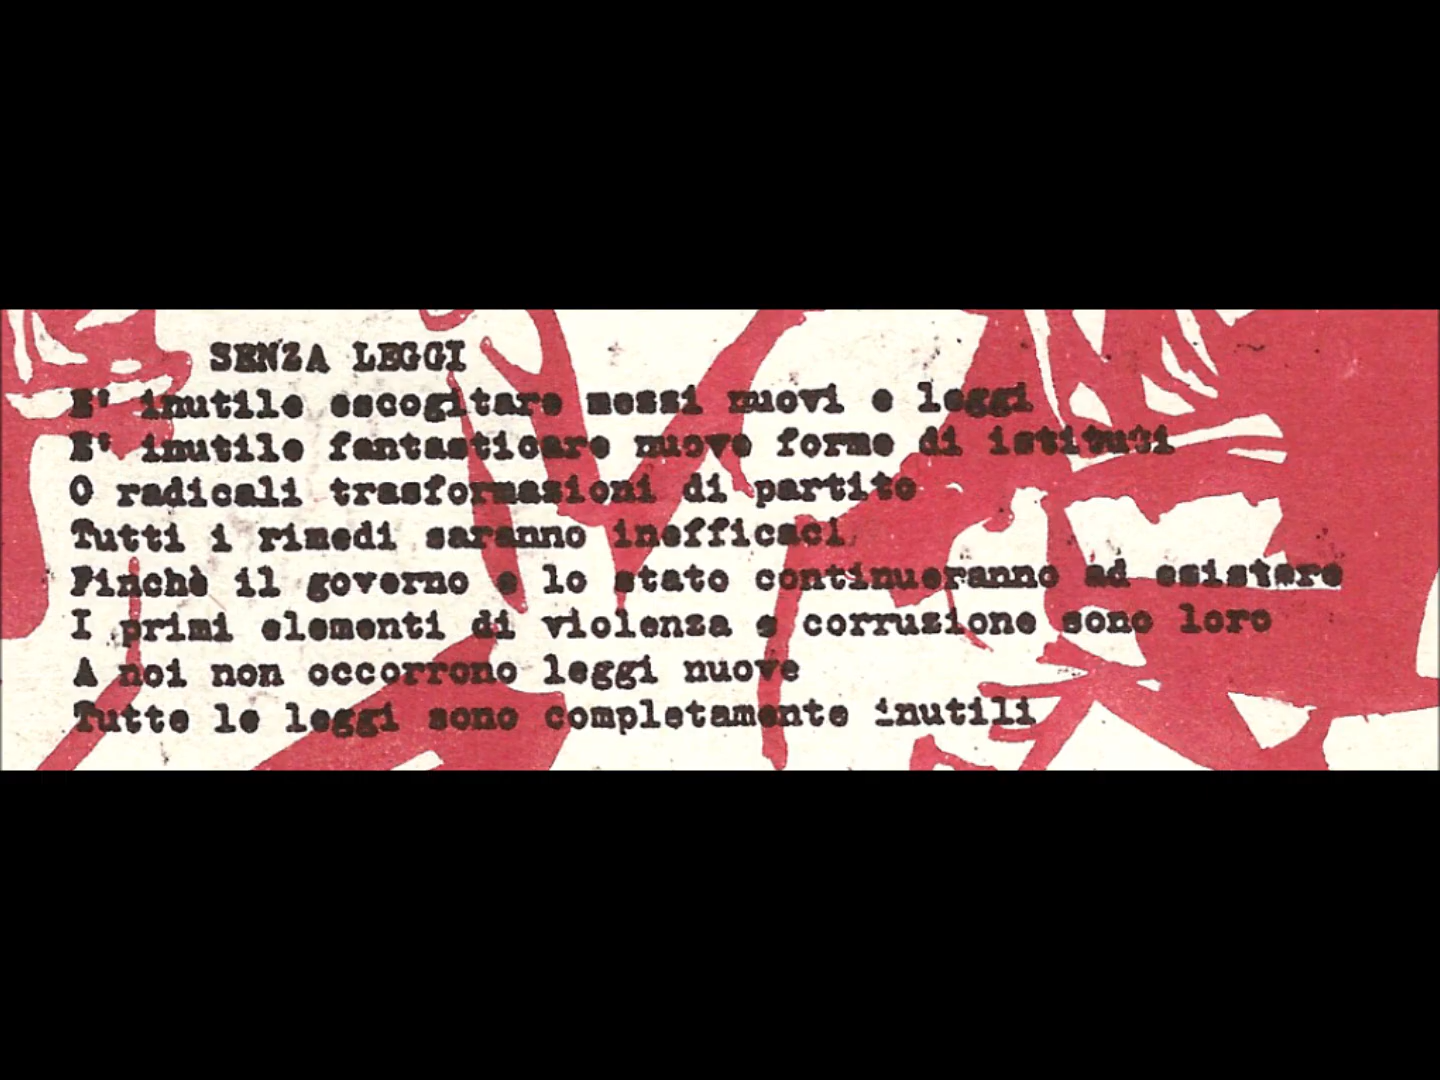 SENZA LEGGI
E' inutile escogitare mezzi nuovi e leggi
E' inutile fantasticare nuove forme di istituti
O radicali trasformazioni di partito
Tutti i rimedi saranno inefficaci
Finchè il governo e lo stato continueranno ad esistere
I primi elementi di violenza e corruzione sono loro
A noi non occorrono leggi nuove
Tutte le leggi sono completamente inutili